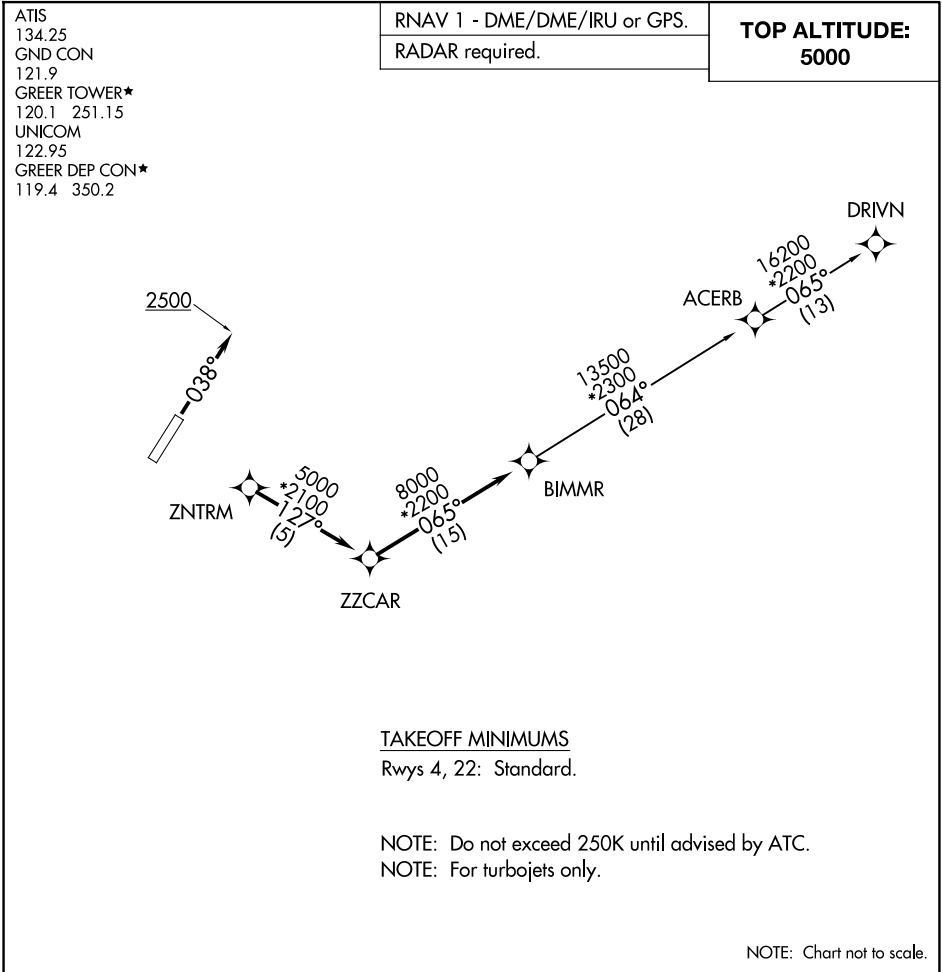 ATIS
134.25
GND CON
121.9
GREER TOWER★
120.1 251.15
UNICOM
122.95
GREER DEP CON★
119.4 350.2
RNAV 1 - DME/DME/IRU or GPS.
RADAR required.
TOP ALTITUDE:
5000
DRIVN
16200
*2200
065°
(13)
ACERB
2500
038°
13500
*2300
064°
(28)
BIMMR
8000
*2200
065°
(15)
ZNTRM
5000
*2100
127°
(5)
ZZCAR
TAKEOFF MINIMUMS
Rwys 4, 22: Standard.
NOTE: Do not exceed 250K until advised by ATC.
NOTE: For turbojets only.
NOTE: Chart not to scale.